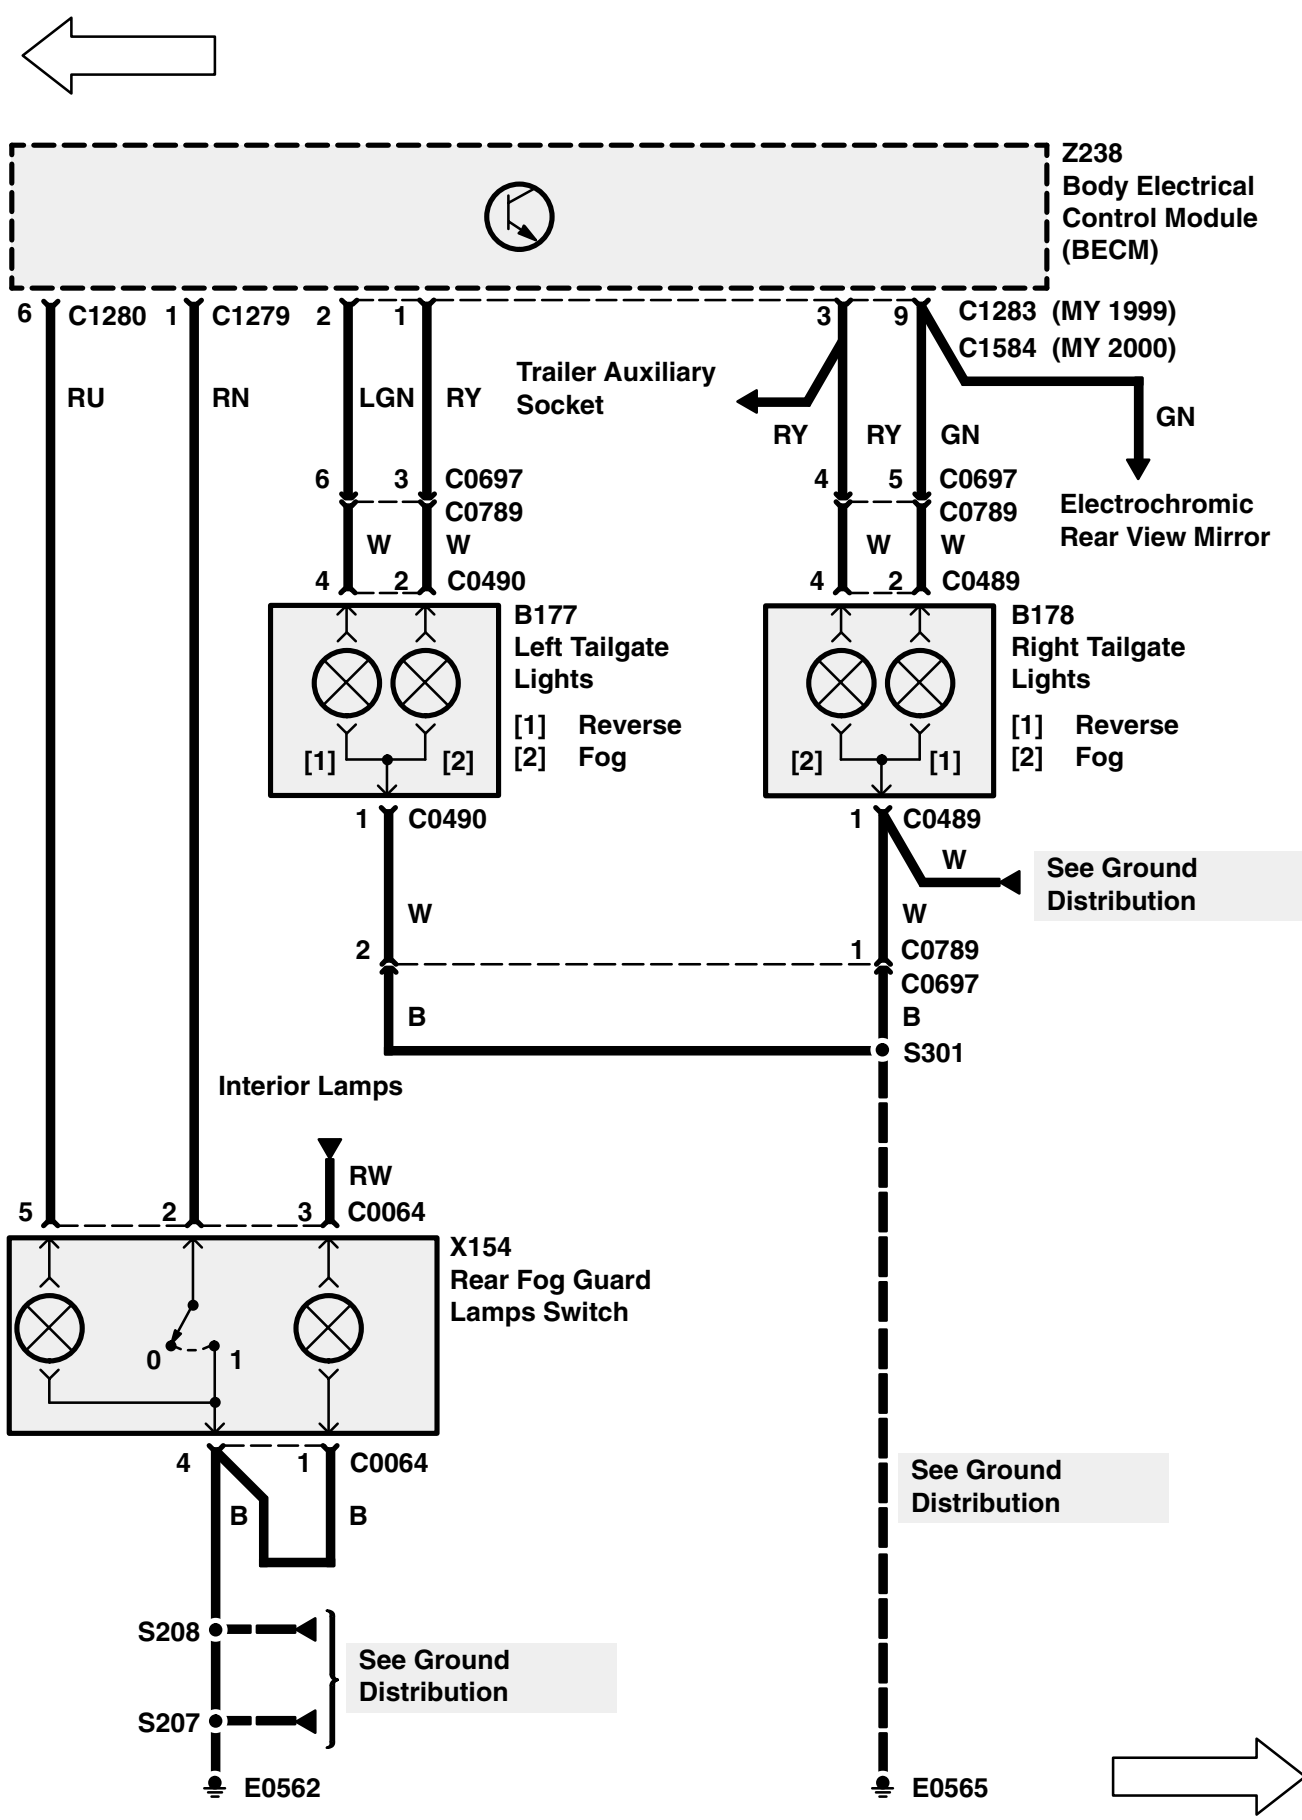 Z238
Body Electrical
Control Module
(BECM)
6 C1280 1 C1279 2 1 3 9 C1283 (MY 1999)
C1584 (MY 2000)
Trailer Auxiliary
Socket
RU RN LGN RY
RY RY GN GN
6 3 C0697 4 5 C0697
C0789 C0789
Electrochromic
Rear View Mirror
W W W W
4 2 C0490 4 2 C0489
B177
Left Tailgate
Lights
[1] Reverse
[2] Fog
[1] [2]
B178
Right Tailgate
Lights
[1] Reverse
[2] Fog
[2] [1]
1 C0490 1 C0489
W
See Ground
Distribution
W W
2 1 C0789
C0697
B B
S301
Interior Lamps
RW
5 2 3 C0064
X154
Rear Fog Guard
Lamps Switch
0 1
4 1 C0064
B B
See Ground
Distribution
S208
See Ground
Distribution
S207
E0562 E0565